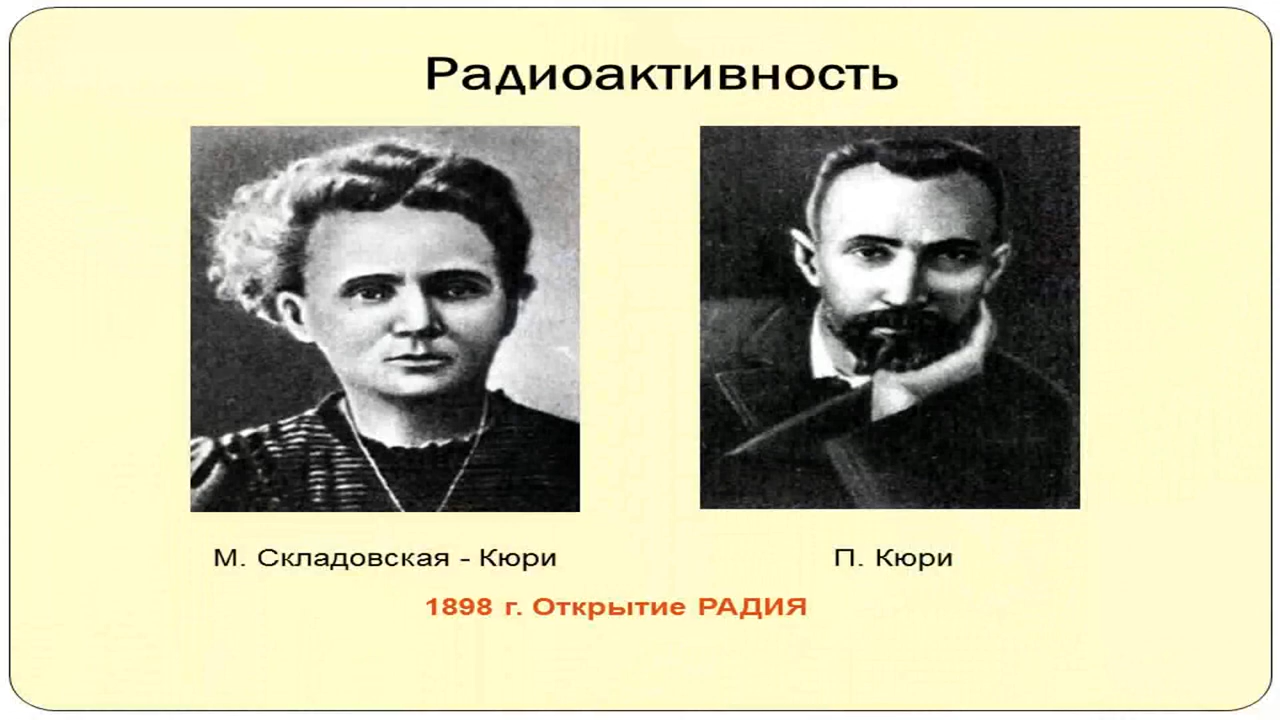 Радиоактивность
М. Складовская - Кюри
П. Кюри
1898 г. Открытие РАДИЯ